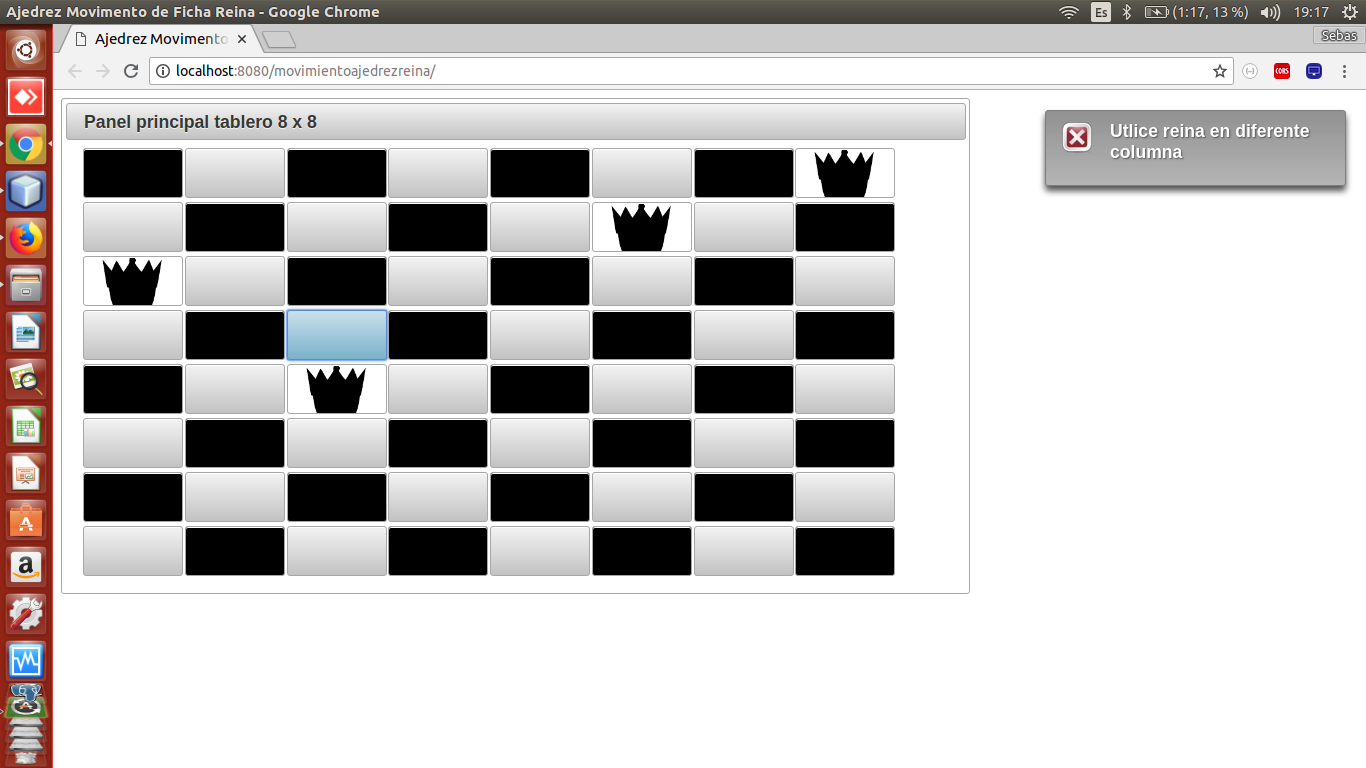 Ajedrez Movimento de Ficha Reina - Google Chrome
Es
(1:17, 13 %)
19:17
Ajedrez Movimento
Sebas
localhost:8080/movimientoajedrezreina/
CORS
Panel principal tablero 8 x 8
Utlice reina en diferente
columna